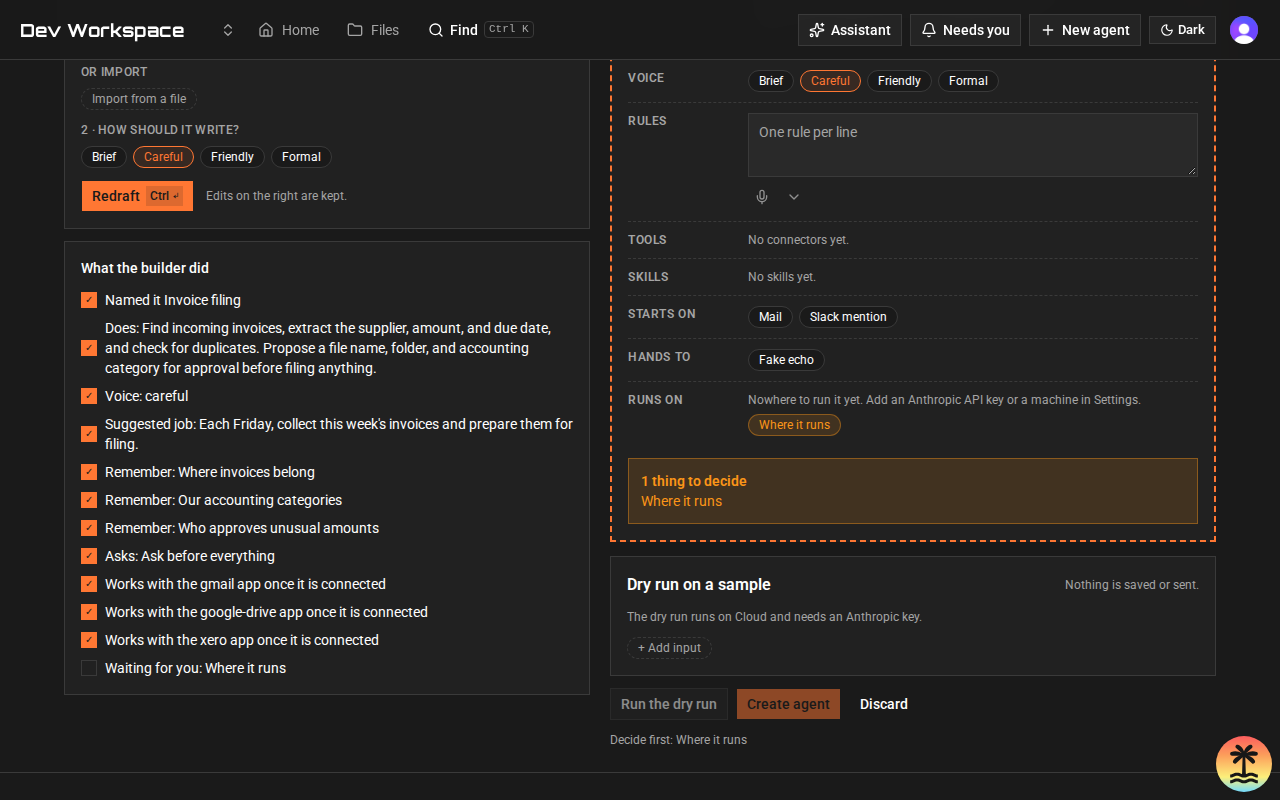 Dev Workspace
Home
Files
Find Ctrl K
Assistant
Needs you
New agent
Dark
OR IMPORT
Import from a file
2 · HOW SHOULD IT WRITE?
Brief
Careful
Friendly
Formal
Redraft Ctrl ↵
Edits on the right are kept.
What the builder did
Named it Invoice filing
Does: Find incoming invoices, extract the supplier, amount, and due date,
and check for duplicates. Propose a file name, folder, and accounting
category for approval before filing anything.
Voice: careful
Suggested job: Each Friday, collect this week's invoices and prepare them for
filing.
Remember: Where invoices belong
Remember: Our accounting categories
Remember: Who approves unusual amounts
Asks: Ask before everything
Works with the gmail app once it is connected
Works with the google-drive app once it is connected
Works with the xero app once it is connected
Waiting for you: Where it runs
VOICE
Brief
Careful
Friendly
Formal
RULES
One rule per line
TOOLS
No connectors yet.
SKILLS
No skills yet.
STARTS ON
Mail
Slack mention
HANDS TO
Fake echo
RUNS ON
Nowhere to run it yet. Add an Anthropic API key or a machine in Settings.
Where it runs
1 thing to decide
Where it runs
Dry run on a sample
Nothing is saved or sent.
The dry run runs on Cloud and needs an Anthropic key.
+ Add input
Run the dry run
Create agent
Discard
Decide first: Where it runs